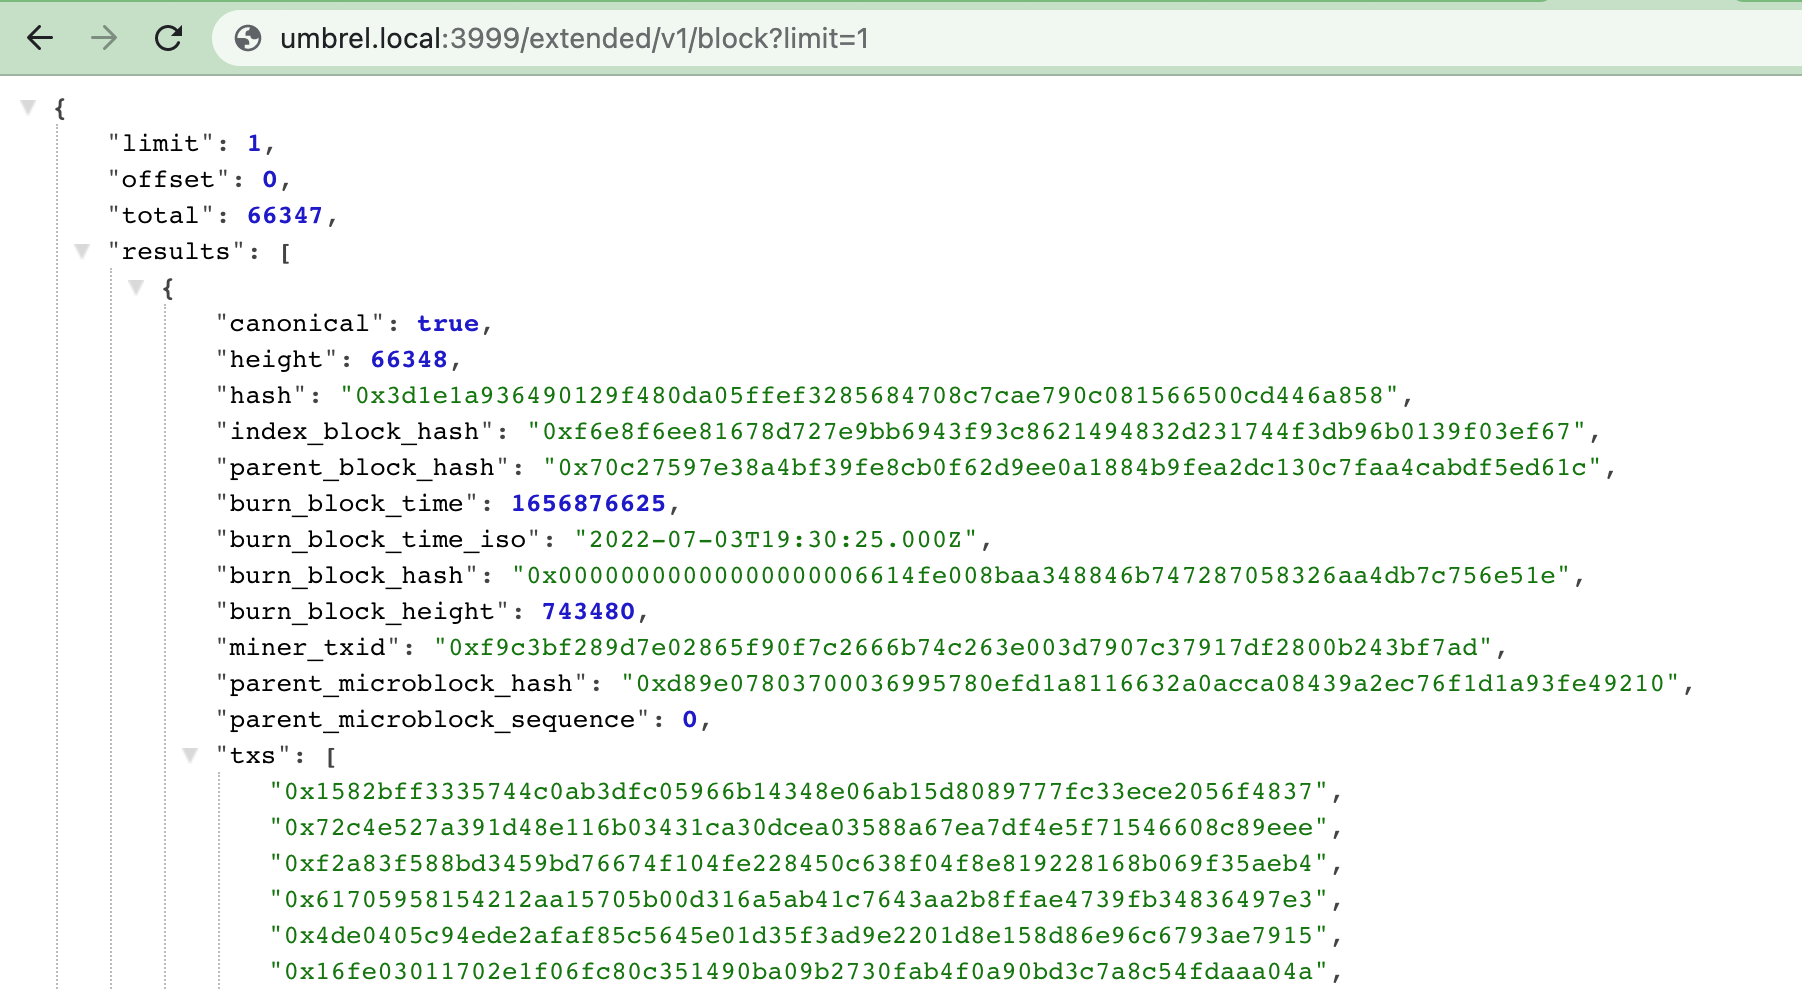 umbrel.local:3999/extended/v1/block?limit=1
{
"limit": 1,
"offset": 0,
"total": 66347,
"results": [
{
"canonical": true,
"height": 66348,
"hash": "0x3d1e1a936490129f480da05ffef3285684708c7cae790c081566500cd446a858",
"index_block_hash": "0xf6e8f6ee81678d727e9bb6943f93c8621494832d231744f3db96b0139f03ef67",
"parent_block_hash": "0x70c27597e38a4bf39fe8cb0f62d9ee0a1884b9fea2dc130c7faa4cabdf5ed61c",
"burn_block_time": 1656876625,
"burn_block_time_iso": "2022-07-03T19:30:25.000Z",
"burn_block_hash": "0x00000000000000000006614fe008baa348846b747287058326aa4db7c756e51e",
"burn_block_height": 743480,
"miner_txid": "0xf9c3bf289d7e02865f90f7c2666b74c263e003d7907c37917df2800b243bf7ad",
"parent_microblock_hash": "0xd89e07803700036995780efd1a8116632a0acca08439a2ec76f1d1a93fe49210",
"parent_microblock_sequence": 0,
"txs": [
"0x1582bff3335744c0ab3dfc05966b14348e06ab15d8089777fc33ece2056f4837",
"0x72c4e527a391d48e116b03431ca30dcea03588a67ea7df4e5f71546608c89eee",
"0xf2a83f588bd3459bd76674f104fe228450c638f04f8e819228168b069f35aeb4",
"0x61705958154212aa15705b00d316a5ab41c7643aa2b8ffae4739fb34836497e3",
"0x4de0405c94ede2afaf85c5645e01d35f3ad9e2201d8e158d86e96c6793ae7915",
"0x16fe03011702e1f06fc80c351490ba09b2730fab4f0a90bd3c7a8c54fdaaa04a",